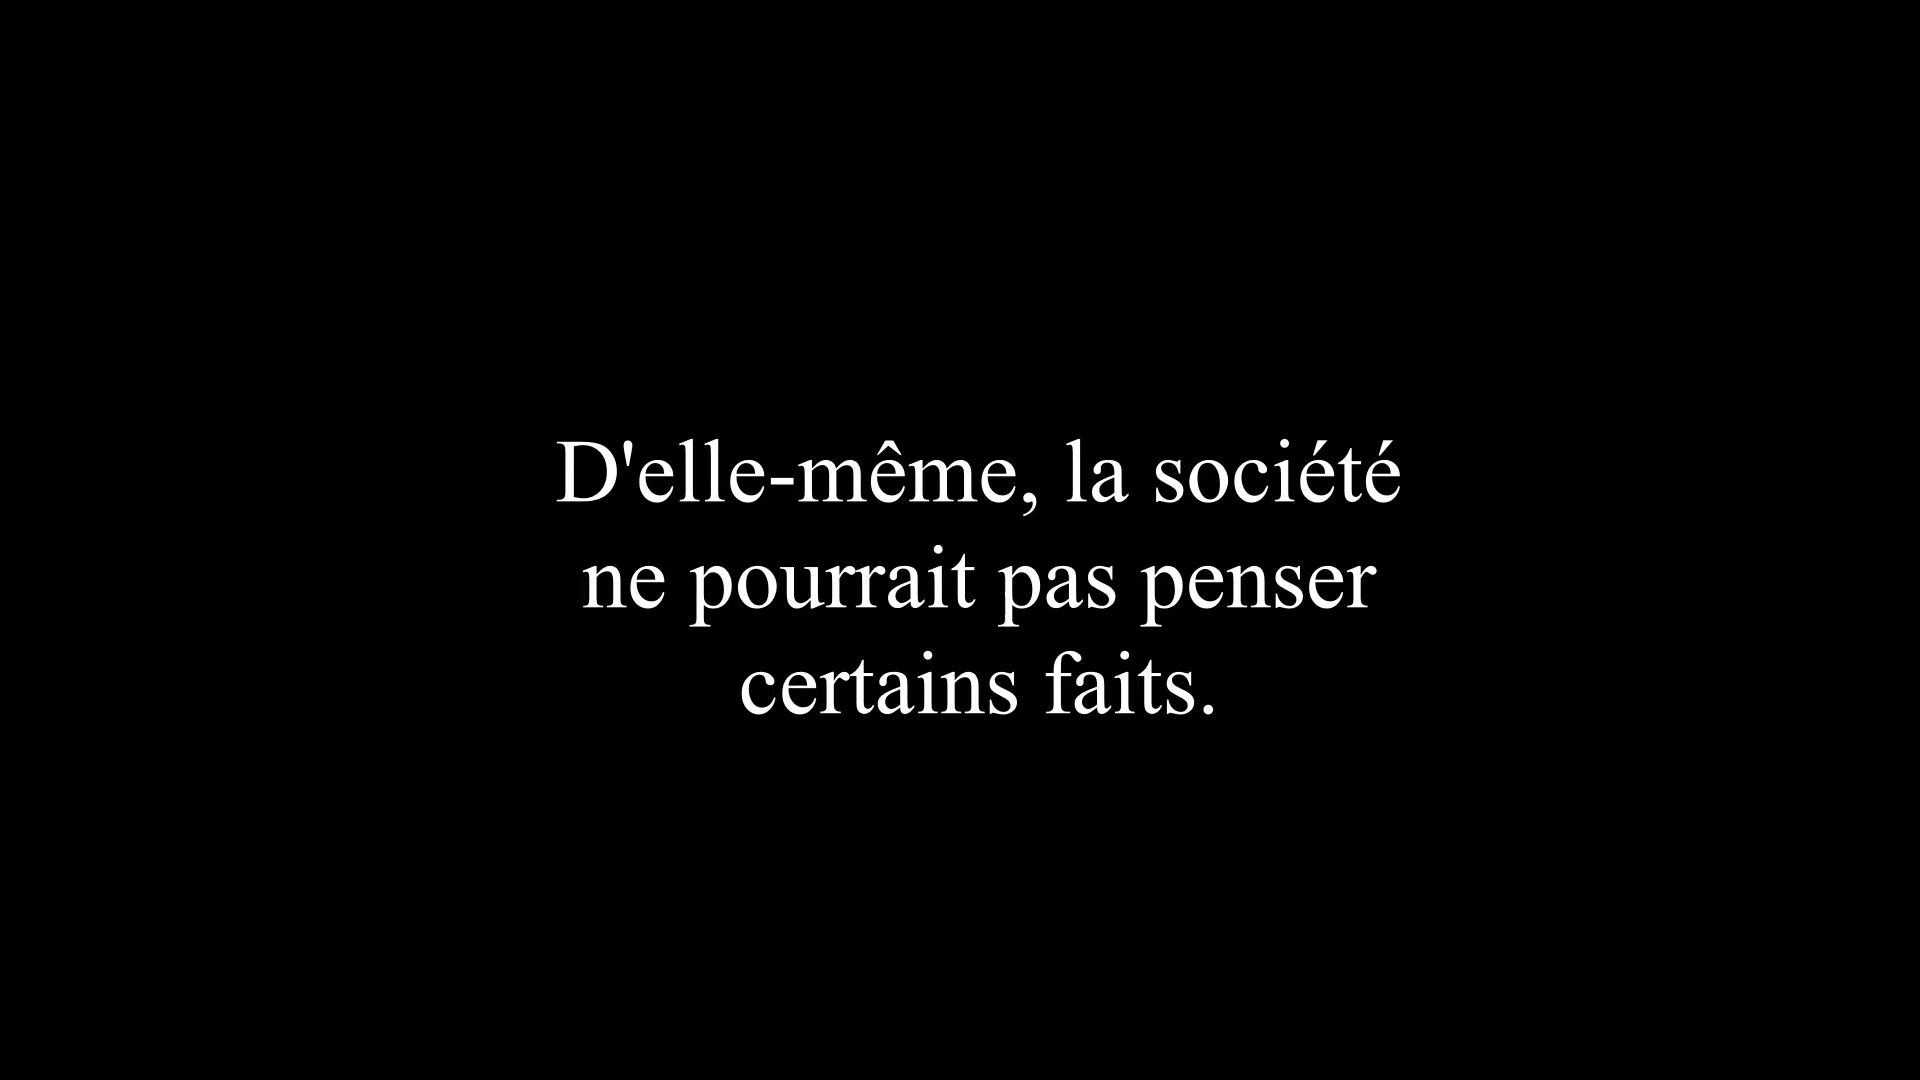 D'elle-même, la société
ne pourrait pas penser
certains faits.